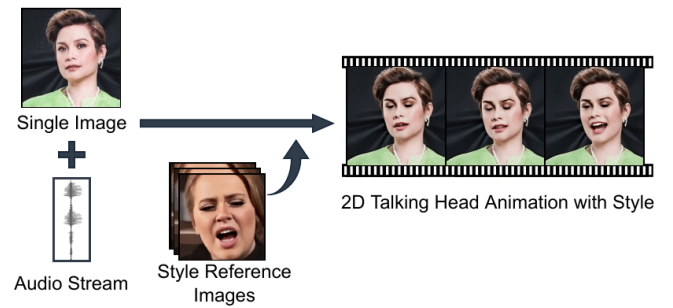 Single Image
Audio Stream
Style Reference
Images
2D Talking Head Animation with Style